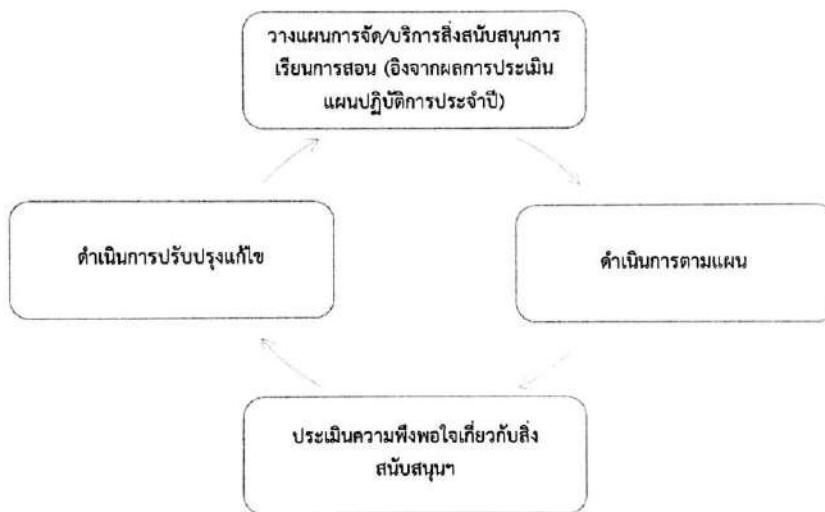 วางแผนการจัด/บริการสิ่งสนับสนุนการ
เรียนการสอน (อิงจากผลการประเมิน
แผนปฏิบัติการประจำปี)
ดำเนินการปรับปรุงแก้ไข
ดำเนินการตามแผน
ประเมินความพึงพอใจเกี่ยวกับสิ่ง
สนับสนุนฯ